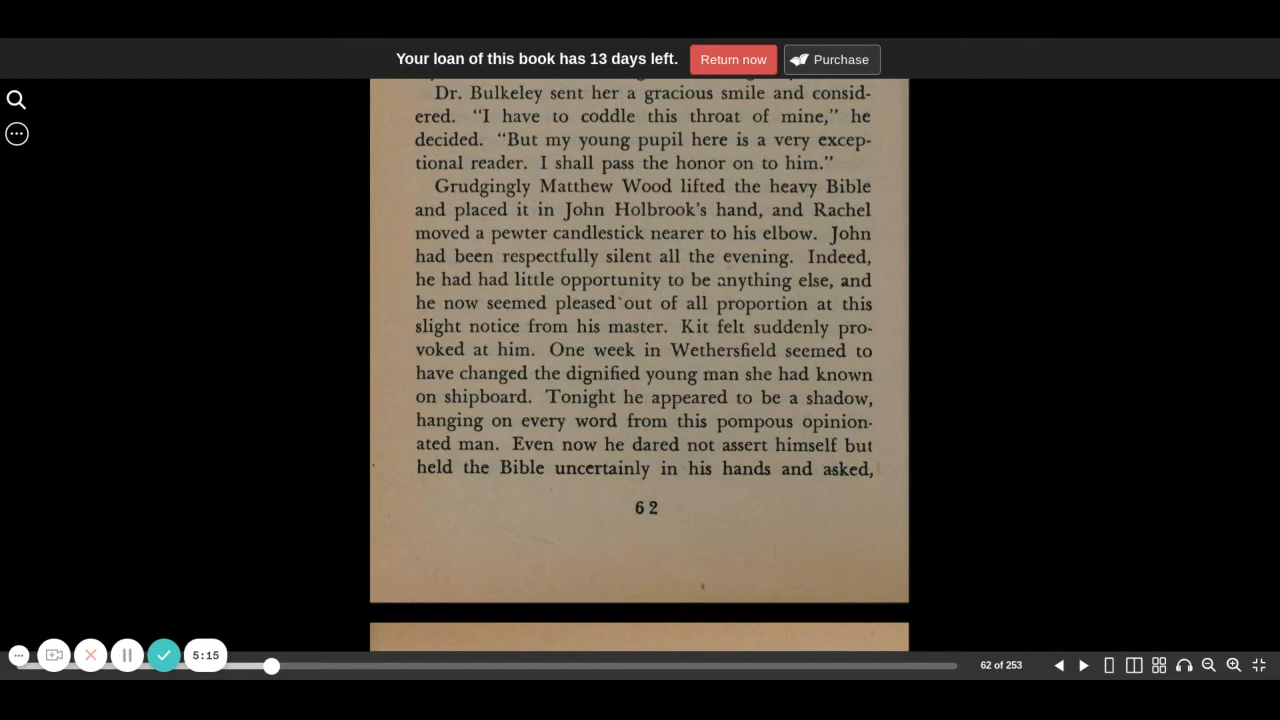 Your loan of this book has 13 days left.
Return now
Purchase
Dr. Bulkeley sent her a gracious smile and consid-
ered. “I have to coddle this throat of mine,” he
decided. “But my young pupil here is a very excep-
tional reader. I shall pass the honor on to him.”
Grudgingly Matthew Wood lifted the heavy Bible
and placed it in John Holbrook’s hand, and Rachel
moved a pewter candlestick nearer to his elbow. John
had been respectfully silent all the evening. Indeed,
he had had little opportunity to be anything else, and
he now seemed pleased out of all proportion at this
slight notice from his master. Kit felt suddenly pro-
voked at him. One week in Wethersfield seemed to
have changed the dignified young man she had known
on shipboard. Tonight he appeared to be a shadow,
hanging on every word from this pompous opinion-
ated man. Even now he dared not assert himself but
held the Bible uncertainly in his hands and asked,
62
5:15
62 of 253